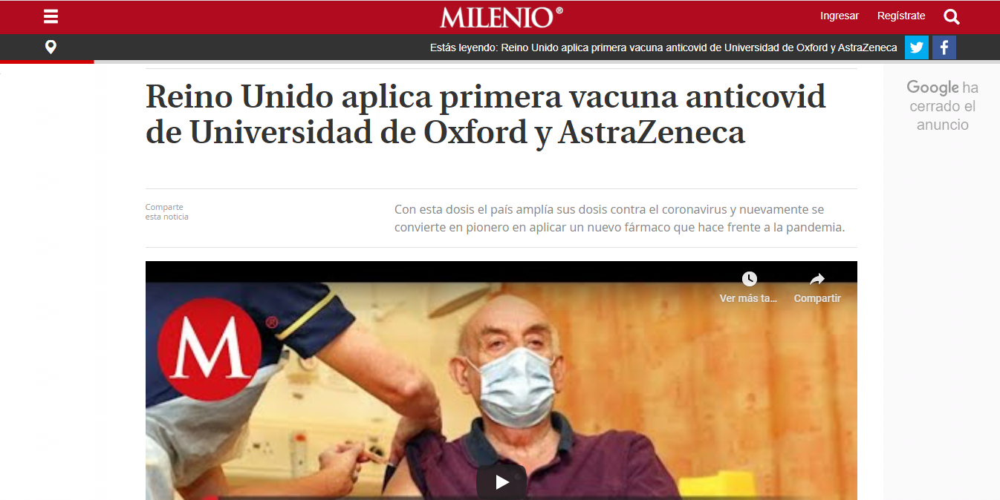 MILENIO®
Ingresar
Regístrate
Estás leyendo: Reino Unido aplica primera vacuna anticovid de Universidad de Oxford y AstraZeneca
Reino Unido aplica primera vacuna anticovid
de Universidad de Oxford y AstraZeneca
Google ha
cerrado el
anuncio
Comparte
esta noticia
Con esta dosis el país amplía sus dosis contra el coronavirus y nuevamente se
convierte en pionero en aplicar un nuevo fármaco que hace frente a la pandemia.
Ver más ta...
Compartir
M®